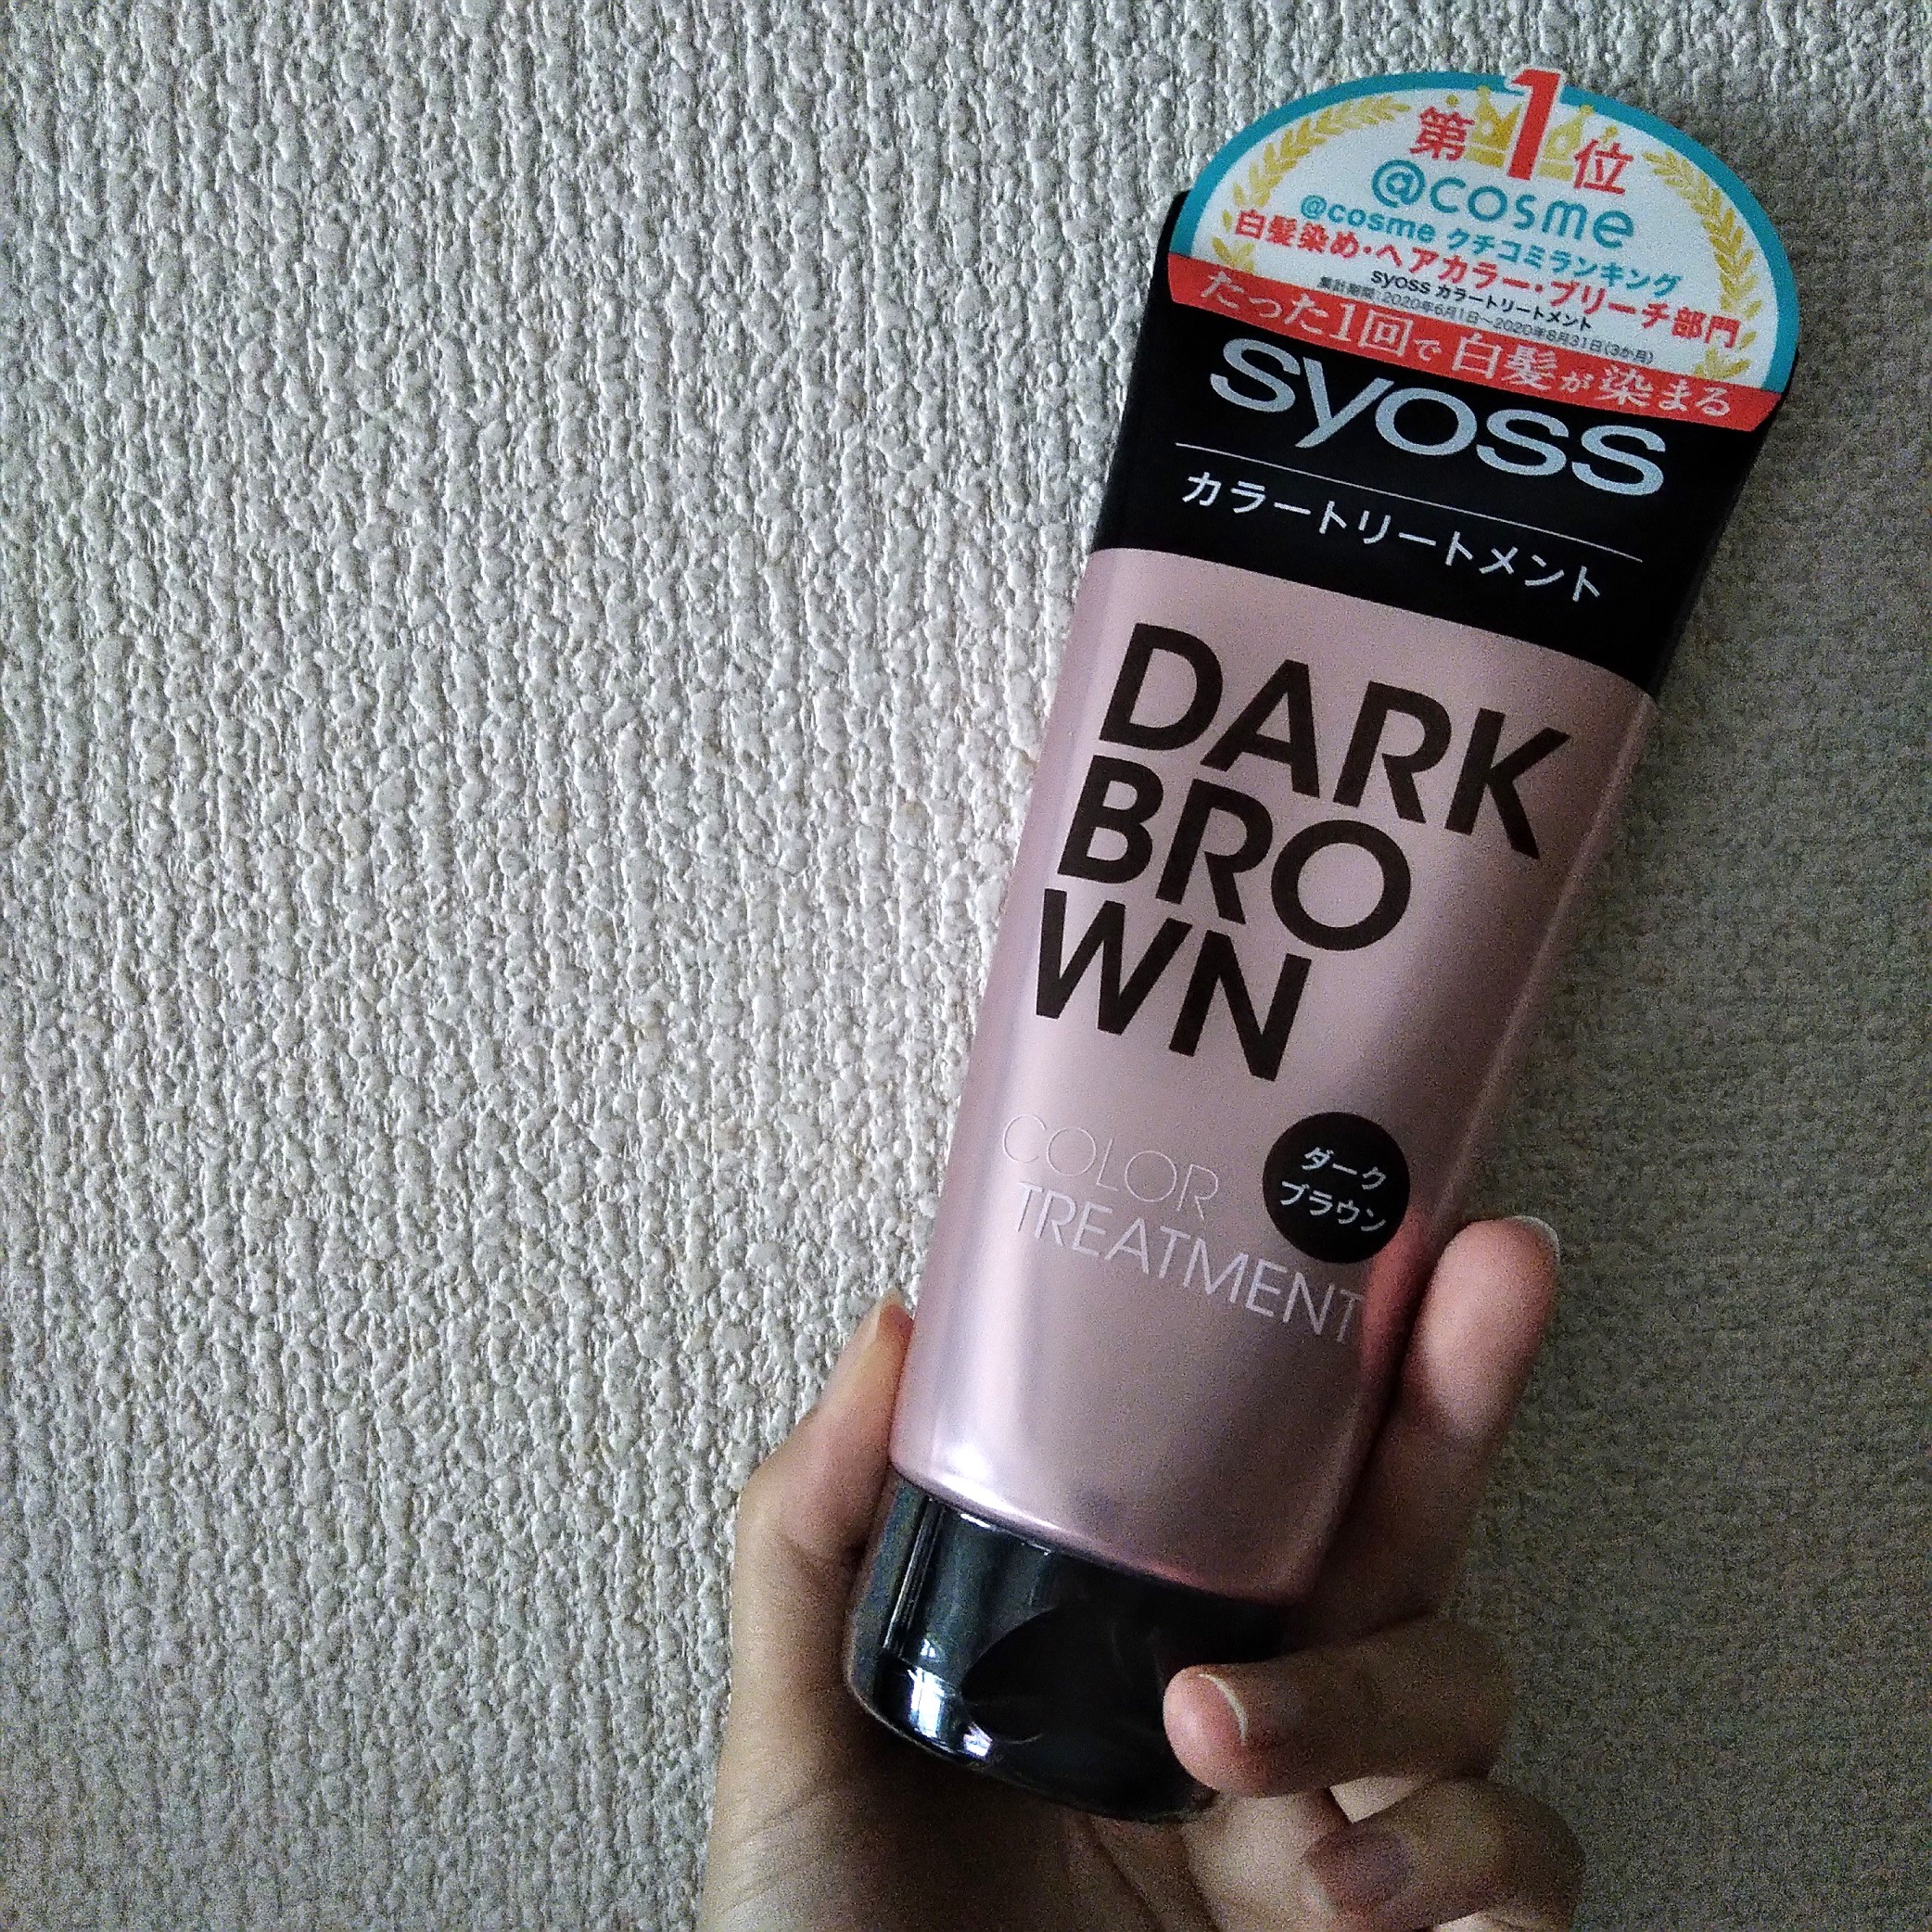 第1位
@cosme
@cosme クチコミランキング
白髪染め・ヘアカラー・ブリーチ部門
syoss カラートリートメント
集計期間:2020年6月1日〜2020年8月31日(3か月)
たった1回で白髪が染まる
syoss
カラートリートメント
DARK
BRO
WN
COLOR
TREATMENT
ダーク
ブラウン